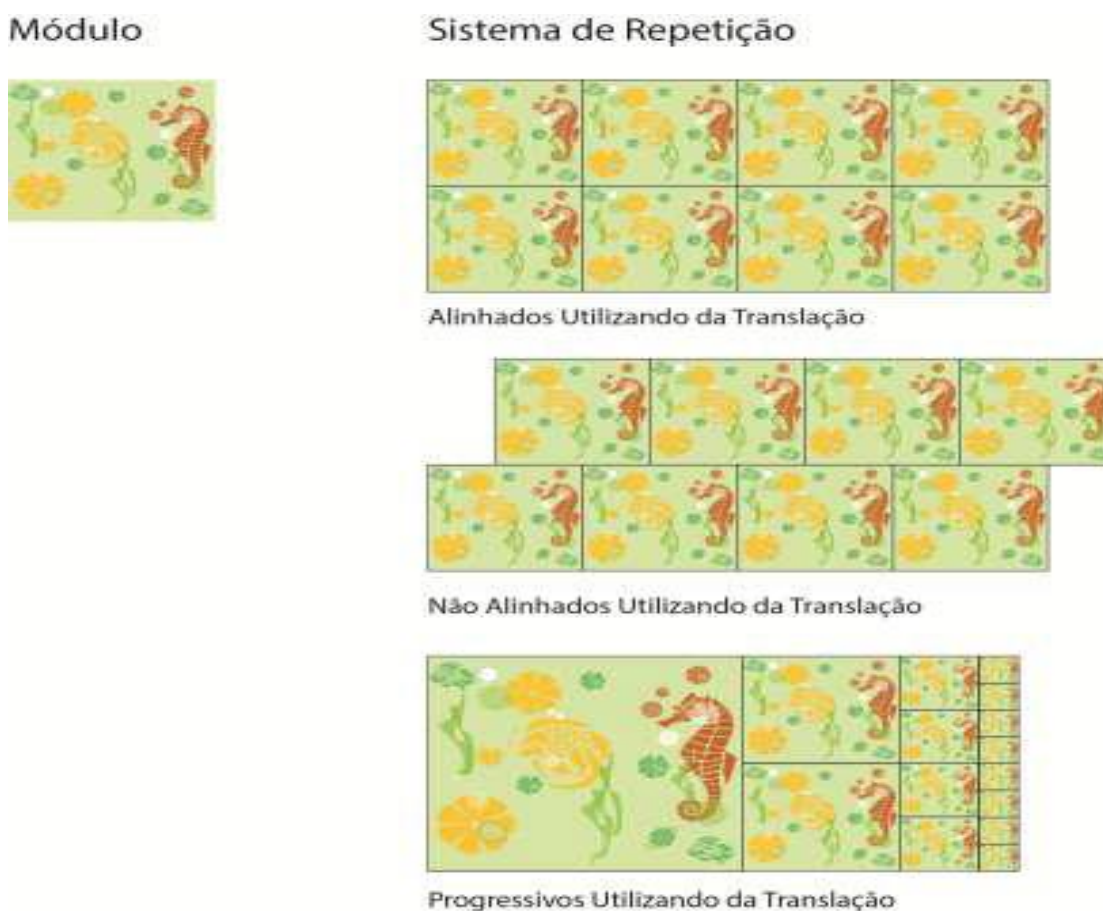 Módulo
Sistema de Repetição
Alinhados Utilizando da Translação
Não Alinhados Utilizando da Translação
Progressivos Utilizando da Translação